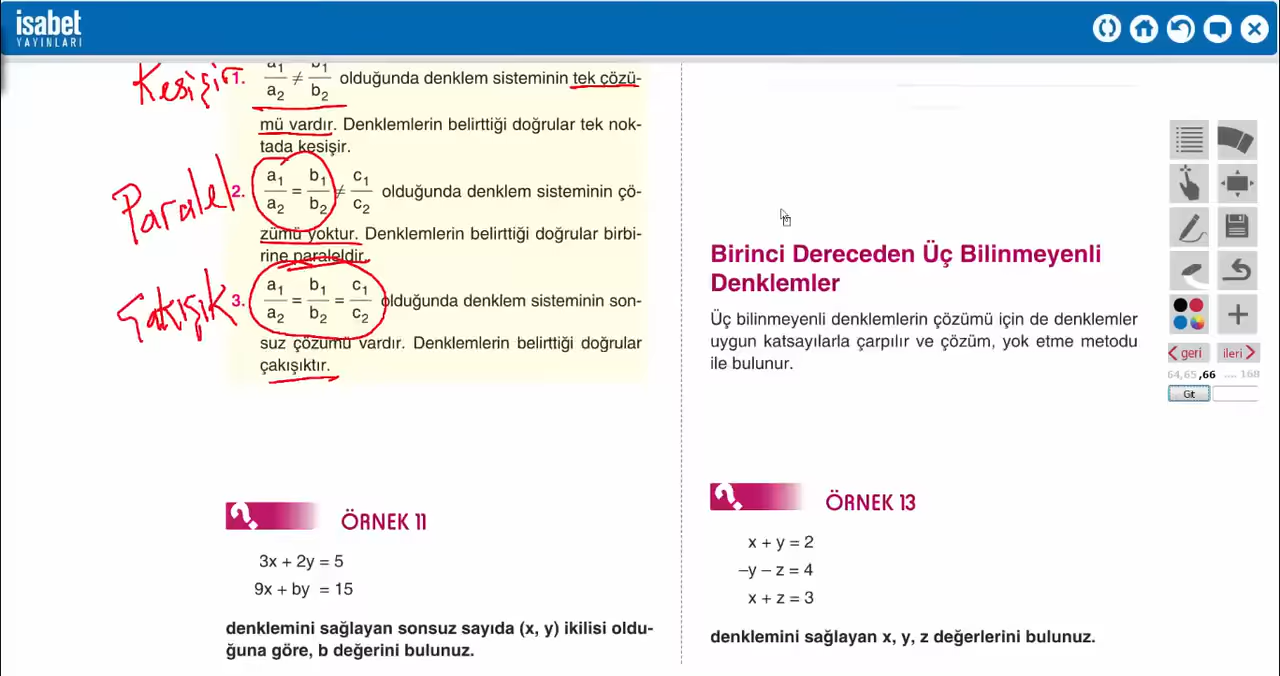 isabet
YAYINLARI
Kesişir
1. a1/a2 ≠ b1/b2 olduğunda denklem sisteminin tek çözü-
mü vardır. Denklemlerin belirttiği doğrular tek nok-
tada kesişir.
Paralel
2. a1/a2 = b1/b2 ≠ c1/c2 olduğunda denklem sisteminin çö-
zümü yoktur. Denklemlerin belirttiği doğrular birbi-
rine paraleldir.
Çakışık
3. a1/a2 = b1/b2 = c1/c2 olduğunda denklem sisteminin son-
suz çözümü vardır. Denklemlerin belirttiği doğrular
çakışıktır.
ÖRNEK 11
3x + 2y = 5
9x + by = 15
denklemini sağlayan sonsuz sayıda (x, y) ikilisi oldu-
ğuna göre, b değerini bulunuz.
Birinci Dereceden Üç Bilinmeyenli
Denklemler
Üç bilinmeyenli denklemlerin çözümü için de denklemler
uygun katsayılarla çarpılır ve çözüm, yok etme metodu
ile bulunur.
ÖRNEK 13
x + y = 2
–y – z = 4
x + z = 3
denklemini sağlayan x, y, z değerlerini bulunuz.
geri ileri
64,65,66 .... 168
Git